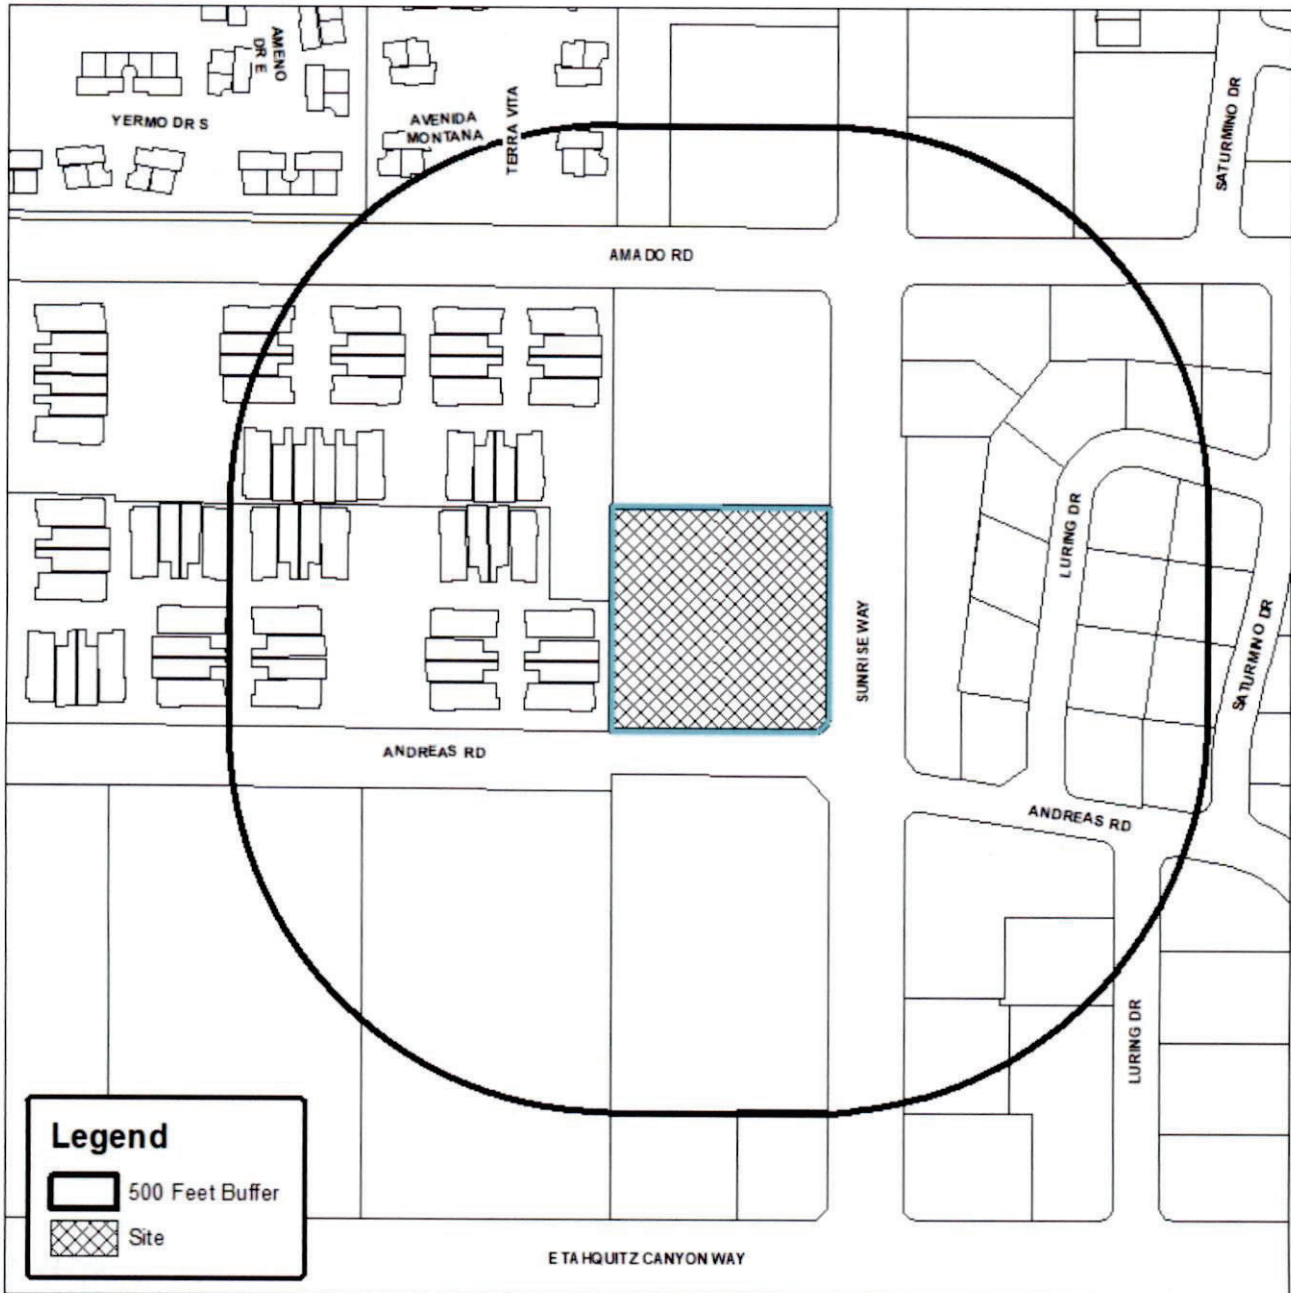 AMENO
DR E
YERMO DR S
AVENIDA
MONTANA
TERRA VITA
SATURMINO DR
AMADO RD
LURING DR
SUNRISE WAY
SATURMINO DR
ANDREAS RD
ANDREAS RD
LURING DR
Legend
500 Feet Buffer
Site
E TAHQUITZ CANYON WAY